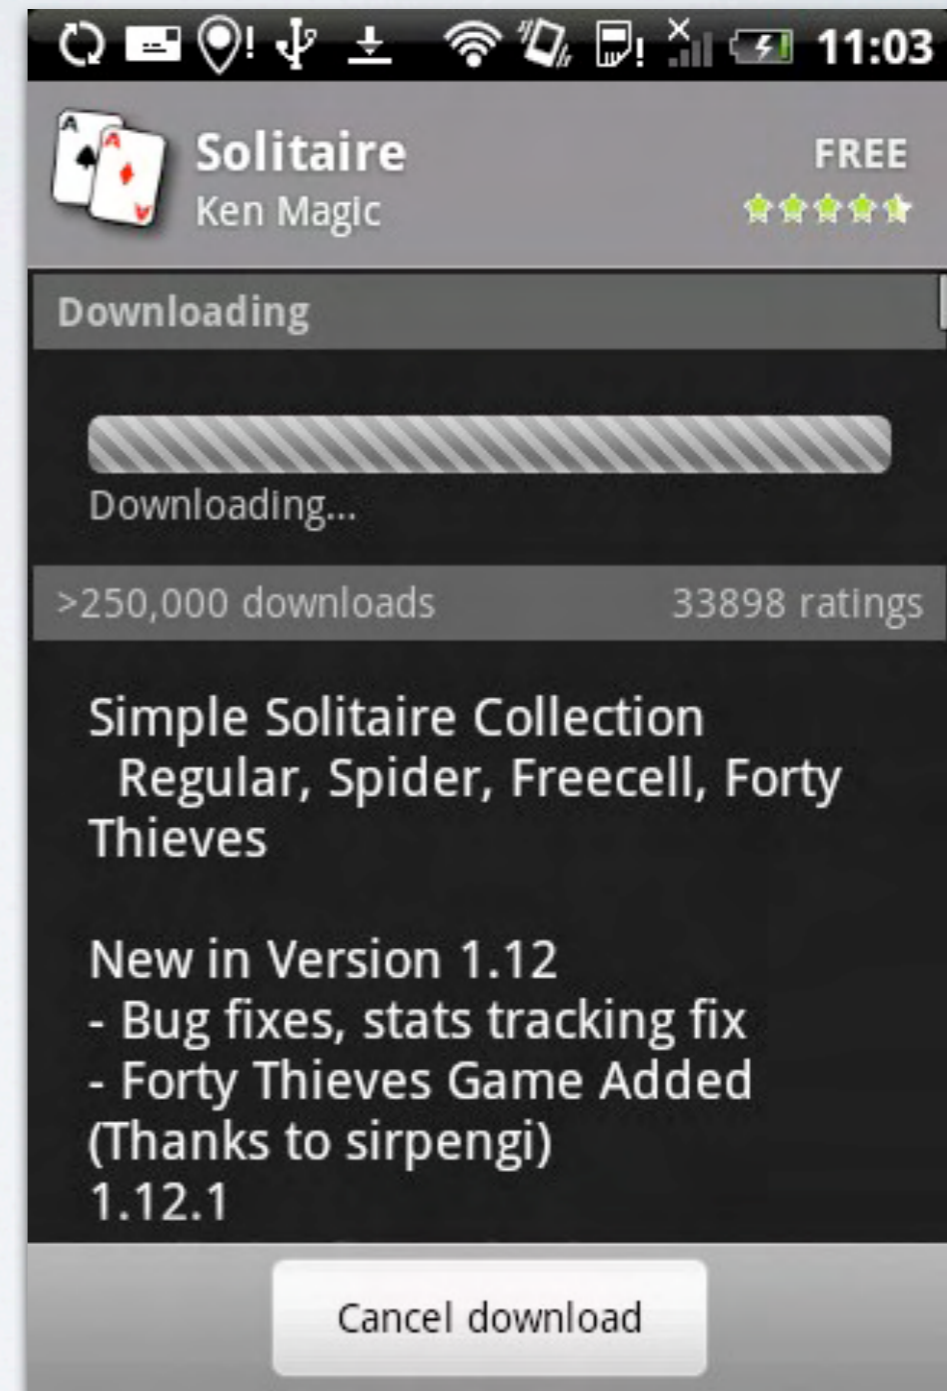 11:03
Solitaire
FREE
Ken Magic
Downloading
Downloading...
>250,000 downloads 33898 ratings
Simple Solitaire Collection
Regular, Spider, Freecell, Forty
Thieves
New in Version 1.12
- Bug fixes, stats tracking fix
- Forty Thieves Game Added
(Thanks to sirpengi)
1.12.1
Cancel download